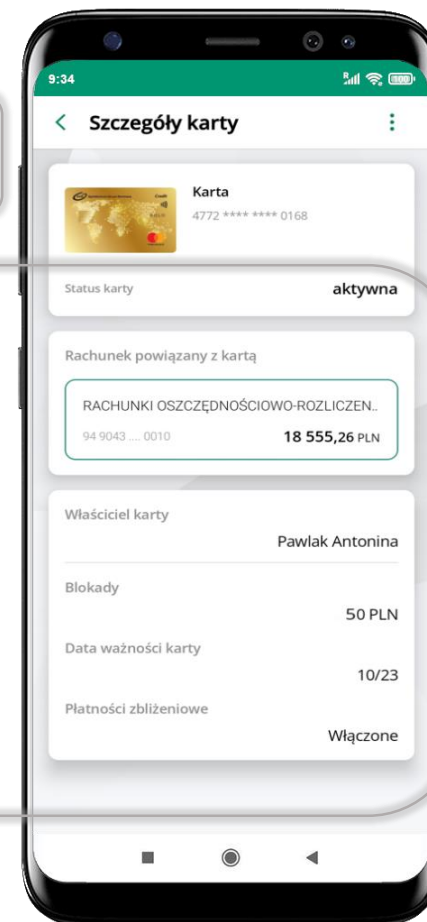 9:34
Szczegóły karty
Credit
Karta
4772 **** **** 0168
Status karty
aktywna
Rachunek powiązany z kartą
RACHUNKI OSZCZĘDNOŚCIOWO-ROZLICZEN..
94 9043 .... 0010
18 555,26 PLN
Właściciel karty
Pawlak Antonina
Blokady
50 PLN
Data ważności karty
10/23
Płatności zbliżeniowe
Włączone